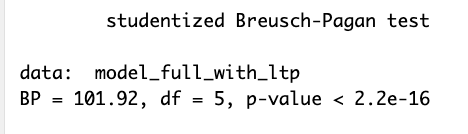 studentized Breusch-Pagan test
data:  model_full_with_ltp
BP = 101.92, df = 5, p-value < 2.2e-16